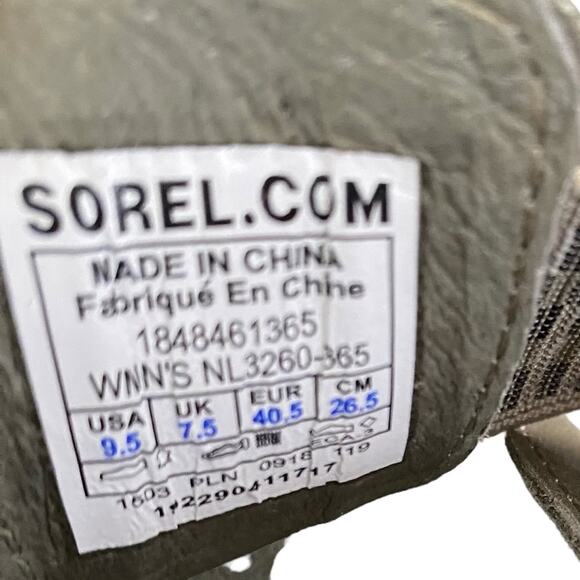 SOREL.COM
MADE IN CHINA
Fabriqué En Chine
1848461365
WMN'S NL3260-365
USA UK EUR CM
9.5 7.5 40.5 26.5
1603 PLN 0918 119